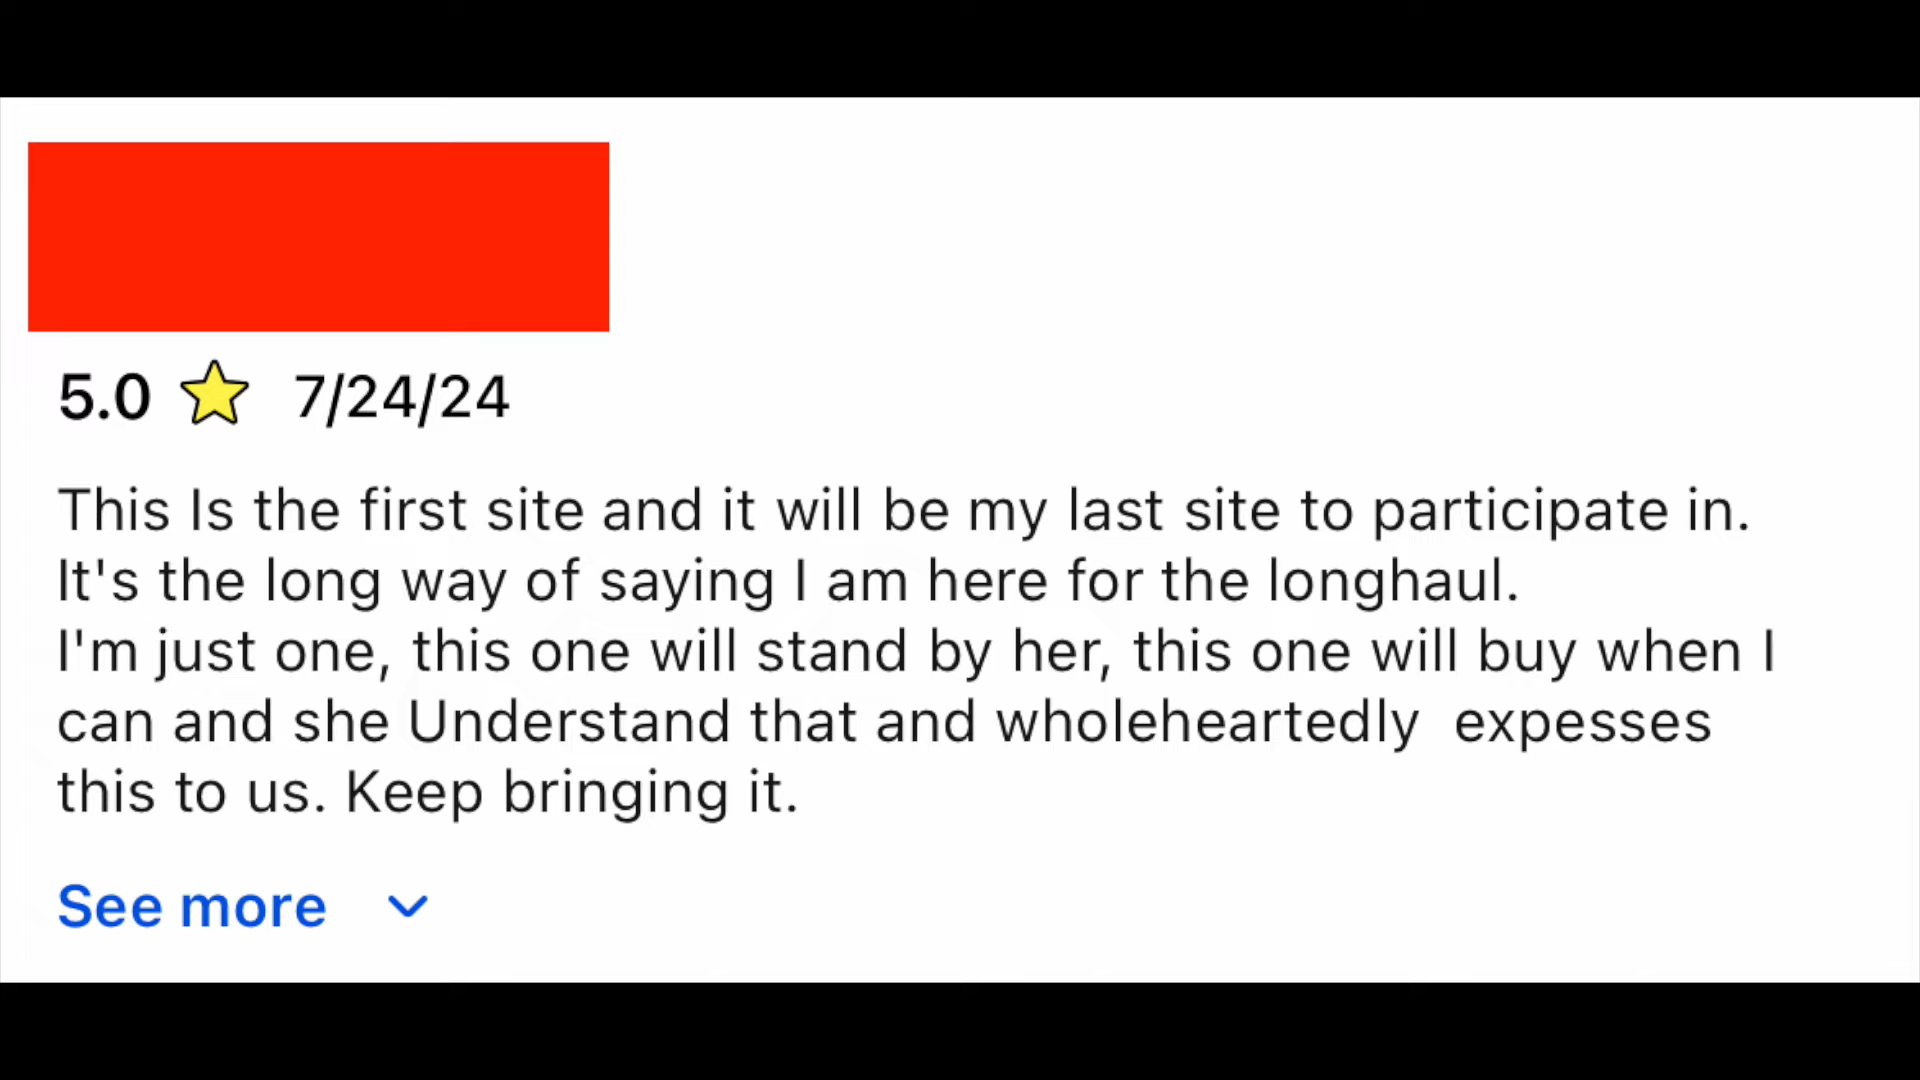 5.0 7/24/24
This Is the first site and it will be my last site to participate in.
It's the long way of saying I am here for the longhaul.
I'm just one, this one will stand by her, this one will buy when I
can and she Understand that and wholeheartedly  expesses
this to us. Keep bringing it.
See more